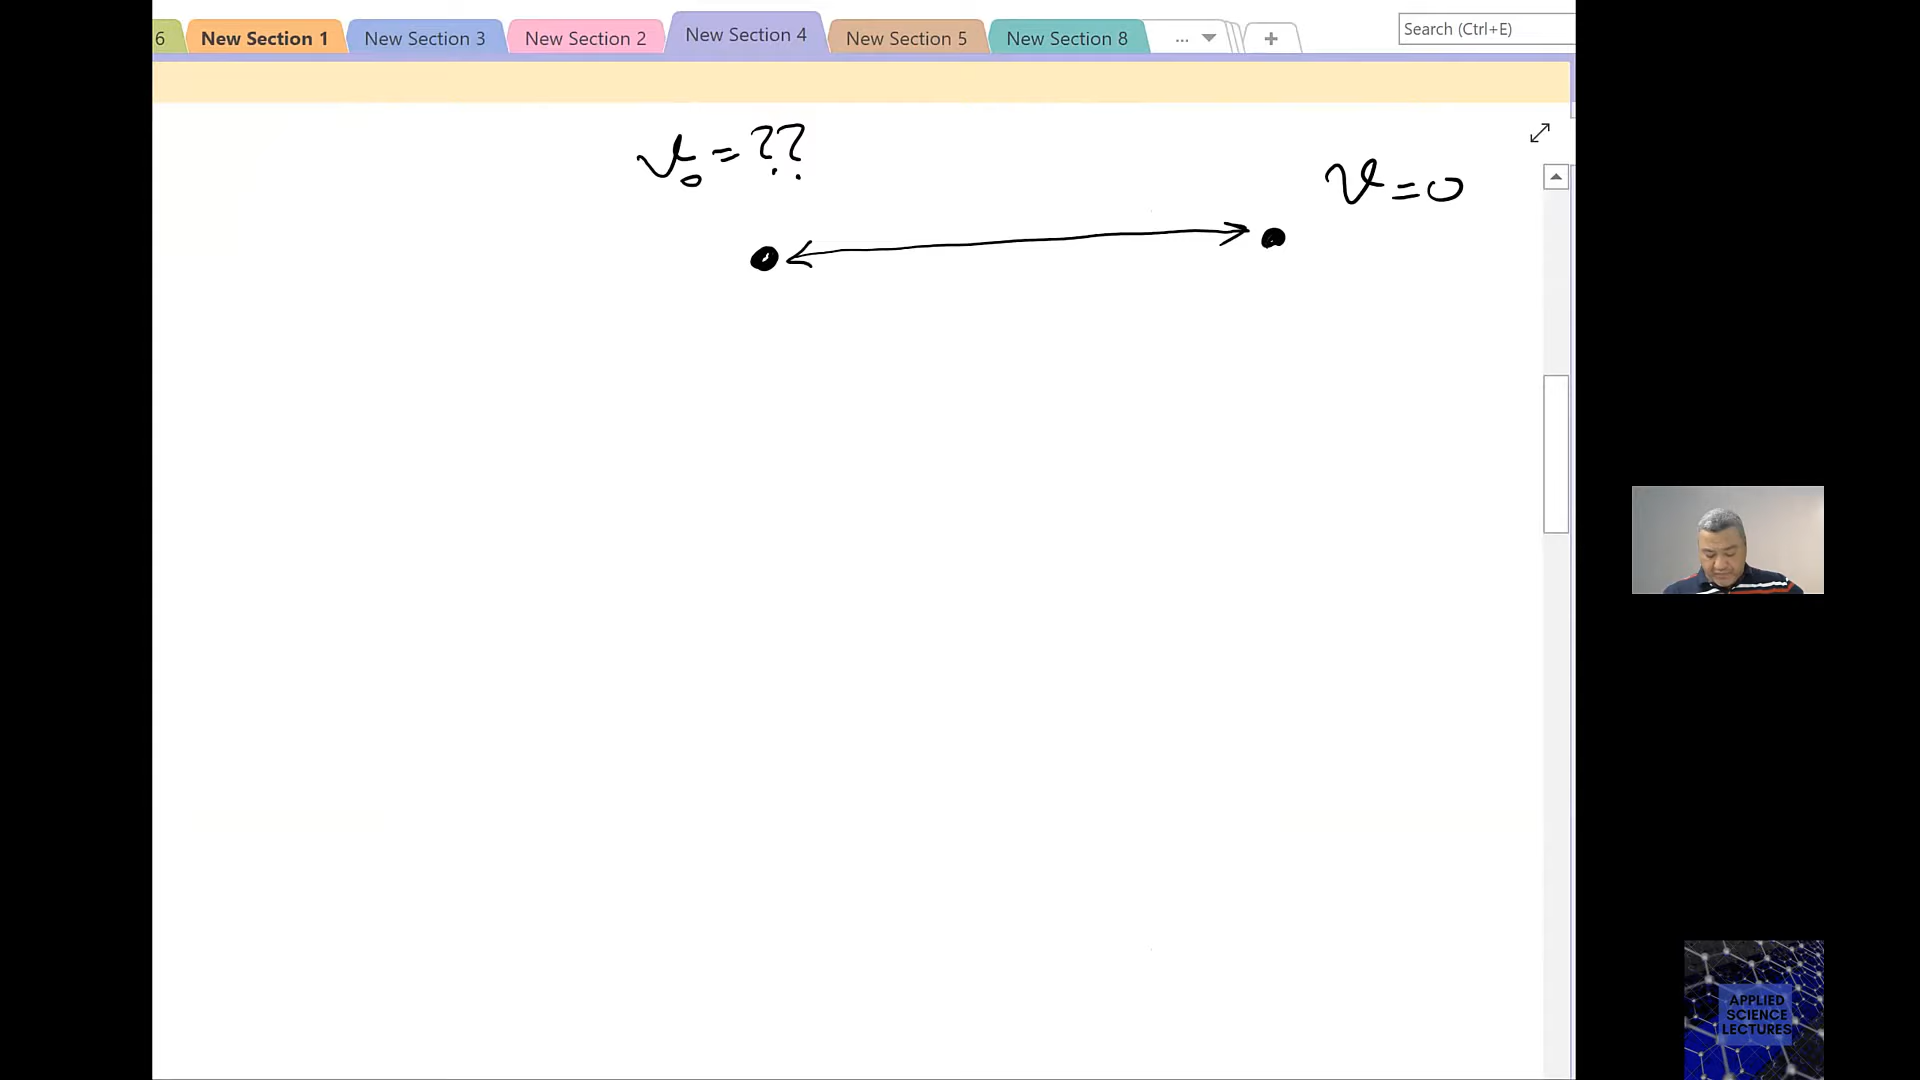 6 New Section 1 New Section 3 New Section 2 New Section 4 New Section 5 New Section 8 ... + Search (Ctrl+E)
v₀ = ??
v = 0
APPLIED
SCIENCE
LECTURES